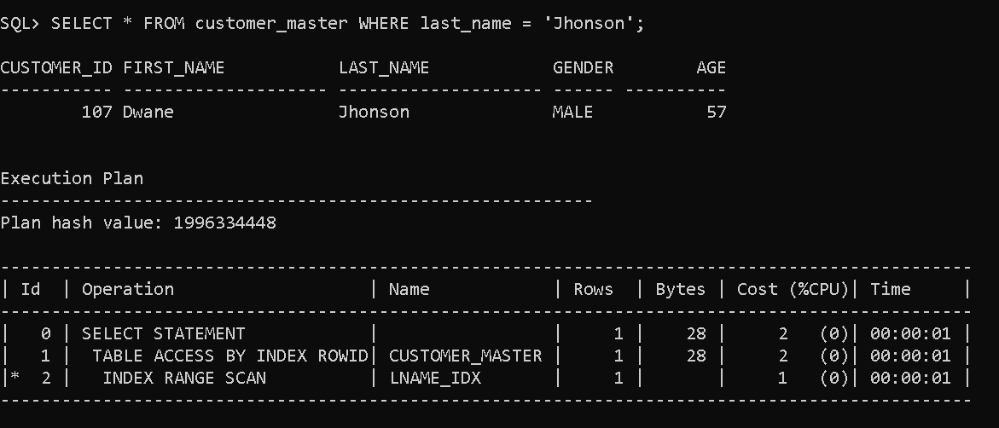 SQL> SELECT * FROM customer_master WHERE last_name = 'Jhonson';
CUSTOMER_ID FIRST_NAME           LAST_NAME            GENDER        AGE
----------- -------------------- -------------------- ------ ----------
        107 Dwane                Jhonson              MALE           57
Execution Plan
----------------------------------------------------------
Plan hash value: 1996334448
-----------------------------------------------------------------------------------------------
| Id  | Operation                   | Name            | Rows  | Bytes | Cost (%CPU)| Time     |
-----------------------------------------------------------------------------------------------
|   0 | SELECT STATEMENT            |                 |     1 |    28 |     2   (0)| 00:00:01 |
|   1 |  TABLE ACCESS BY INDEX ROWID| CUSTOMER_MASTER |     1 |    28 |     2   (0)| 00:00:01 |
|*  2 |   INDEX RANGE SCAN          | LNAME_IDX       |     1 |       |     1   (0)| 00:00:01 |
-----------------------------------------------------------------------------------------------